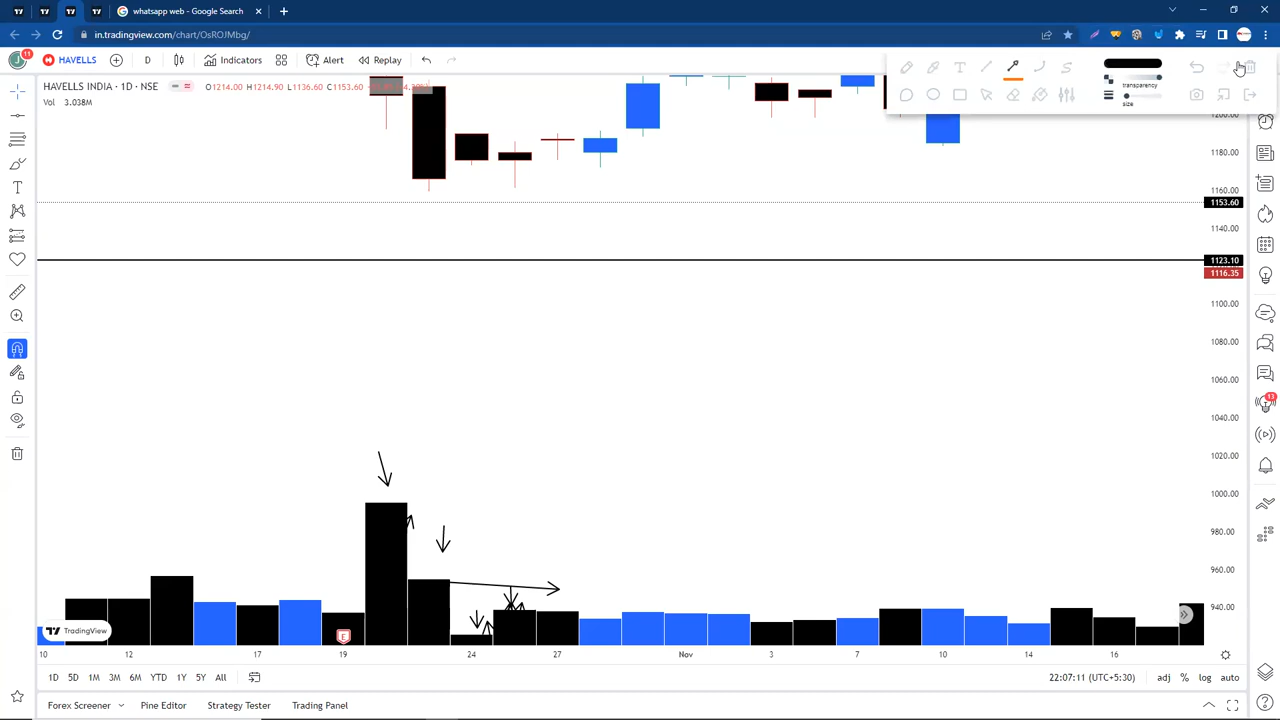 whatsapp web - Google Search
in.tradingview.com/chart/OsROJMbg/
11
HAVELLS
D
Indicators
Alert
Replay
HAVELLS INDIA · 1D · NSE
O1214.00 H1214.90 L1135.60 C1153.60
Vol 3.038M
transparency
size
1200.00
1180.00
1160.00
1153.60
1140.00
1123.10
1116.35
1100.00
1080.00
1060.00
1040.00
1020.00
1000.00
980.00
960.00
940.00
13
E
TradingView
10
12
17
19
24
27
Nov
3
7
10
14
16
1D
5D
1M
3M
6M
YTD
1Y
5Y
All
22:07:11 (UTC+5:30)
adj
%
log
auto
Forex Screener
Pine Editor
Strategy Tester
Trading Panel